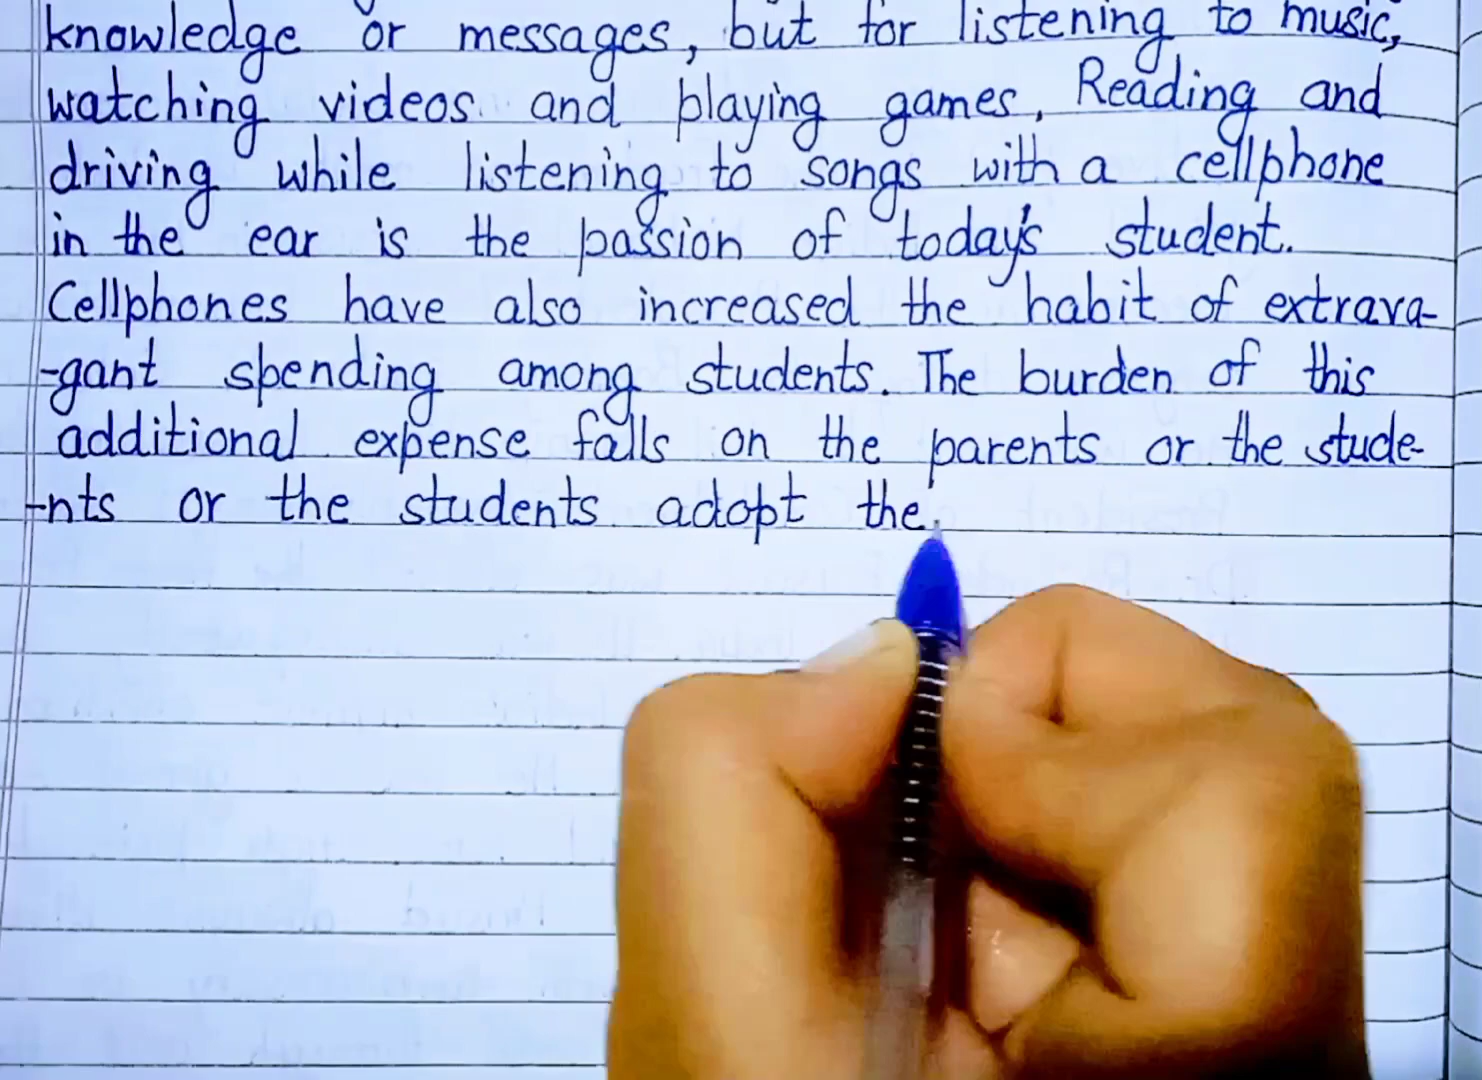 knowledge or messages, but for listening to music,
watching videos and playing games. Reading and
driving while listening to songs with a cellphone
in the ear is the passion of today's student.
Cellphones have also increased the habit of extrava-
-gant spending among students. The burden of this
additional expense falls on the parents or the stude-
-nts or the students adopt the